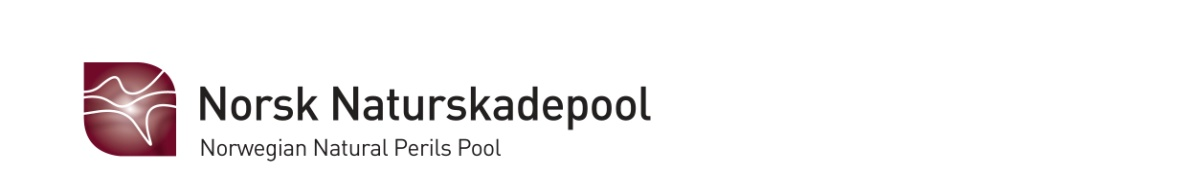 Norsk Naturskadepool
Norwegian Natural Perils Pool